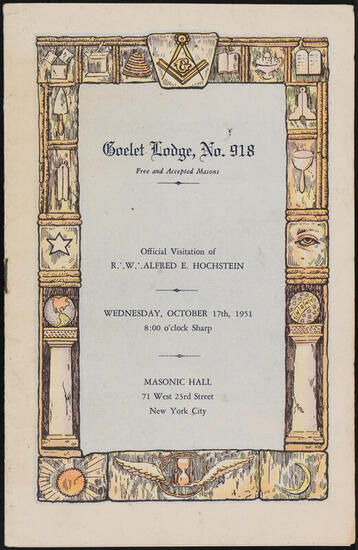 G
Goelet Lodge, No. 918
Free and Accepted Masons
Official Visitation of
R∴W∴ALFRED E. HOCHSTEIN
WEDNESDAY, OCTOBER 17th, 1951
8:00 o'clock Sharp
MASONIC HALL
71 West 23rd Street
New York City